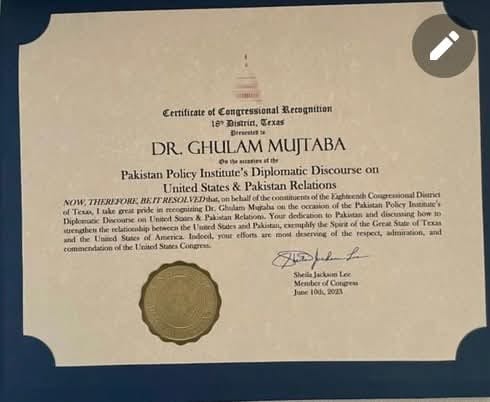 Certificate of Congressional Recognition
18th District, Texas
Presented to
DR. GHULAM MUJTABA
On the occasion of the
Pakistan Policy Institute's Diplomatic Discourse on
United States & Pakistan Relations
NOW, THEREFORE, BE IT RESOLVED that, on behalf of the constituents of the Eighteenth Congressional District
of Texas, I take great pride in recognizing Dr. Ghulam Mujtaba on the occasion of the Pakistan Policy Institute's
Diplomatic Discourse on United States & Pakistan Relations. Your dedication to Pakistan and discussing how to
strengthen the relationship between the United States and Pakistan, exemplify the Spirit of the Great State of Texas
and the United States of America. Indeed, your efforts are most deserving of the respect, admiration, and
commendation of the United States Congress.
Sheila Jackson Lee
Sheila Jackson Lee
Member of Congress
June 10th, 2023